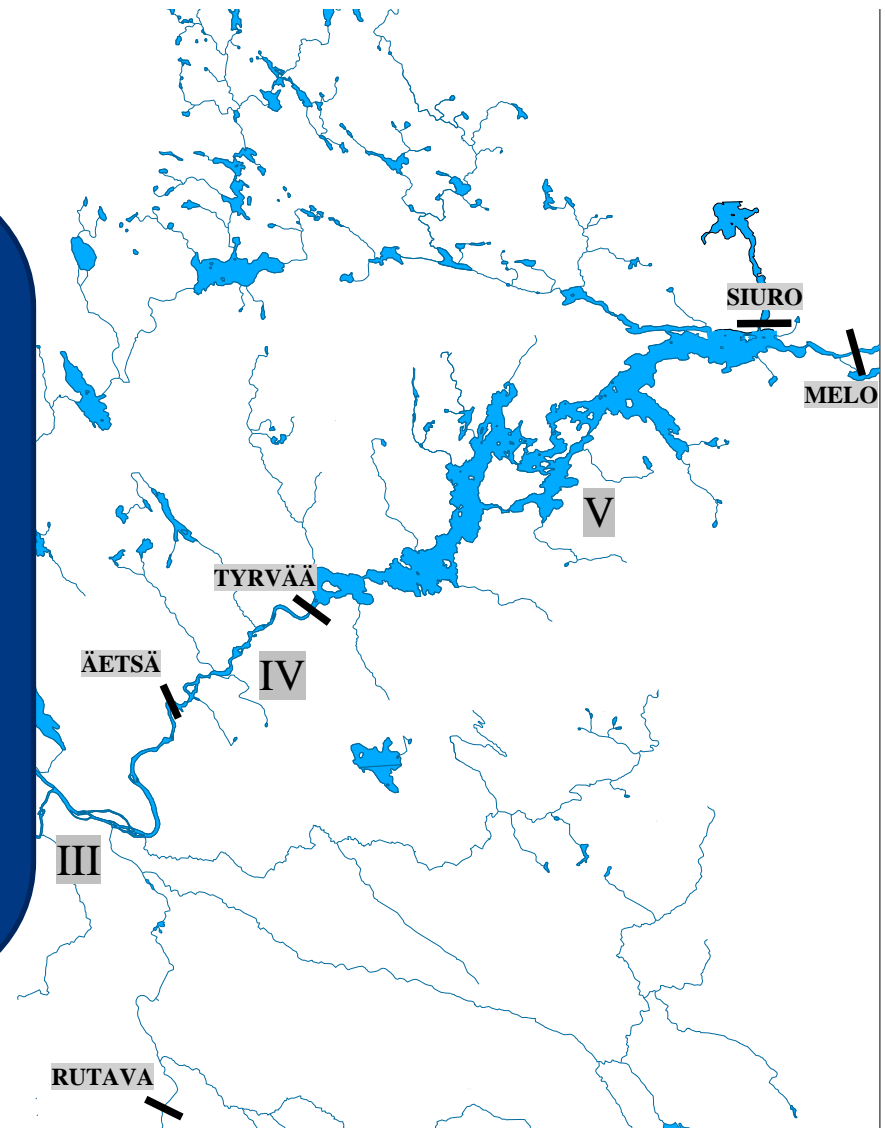 SIURO
MELO
V
TYRVÄÄ
ÄETSÄ
IV
III
RUTAVA